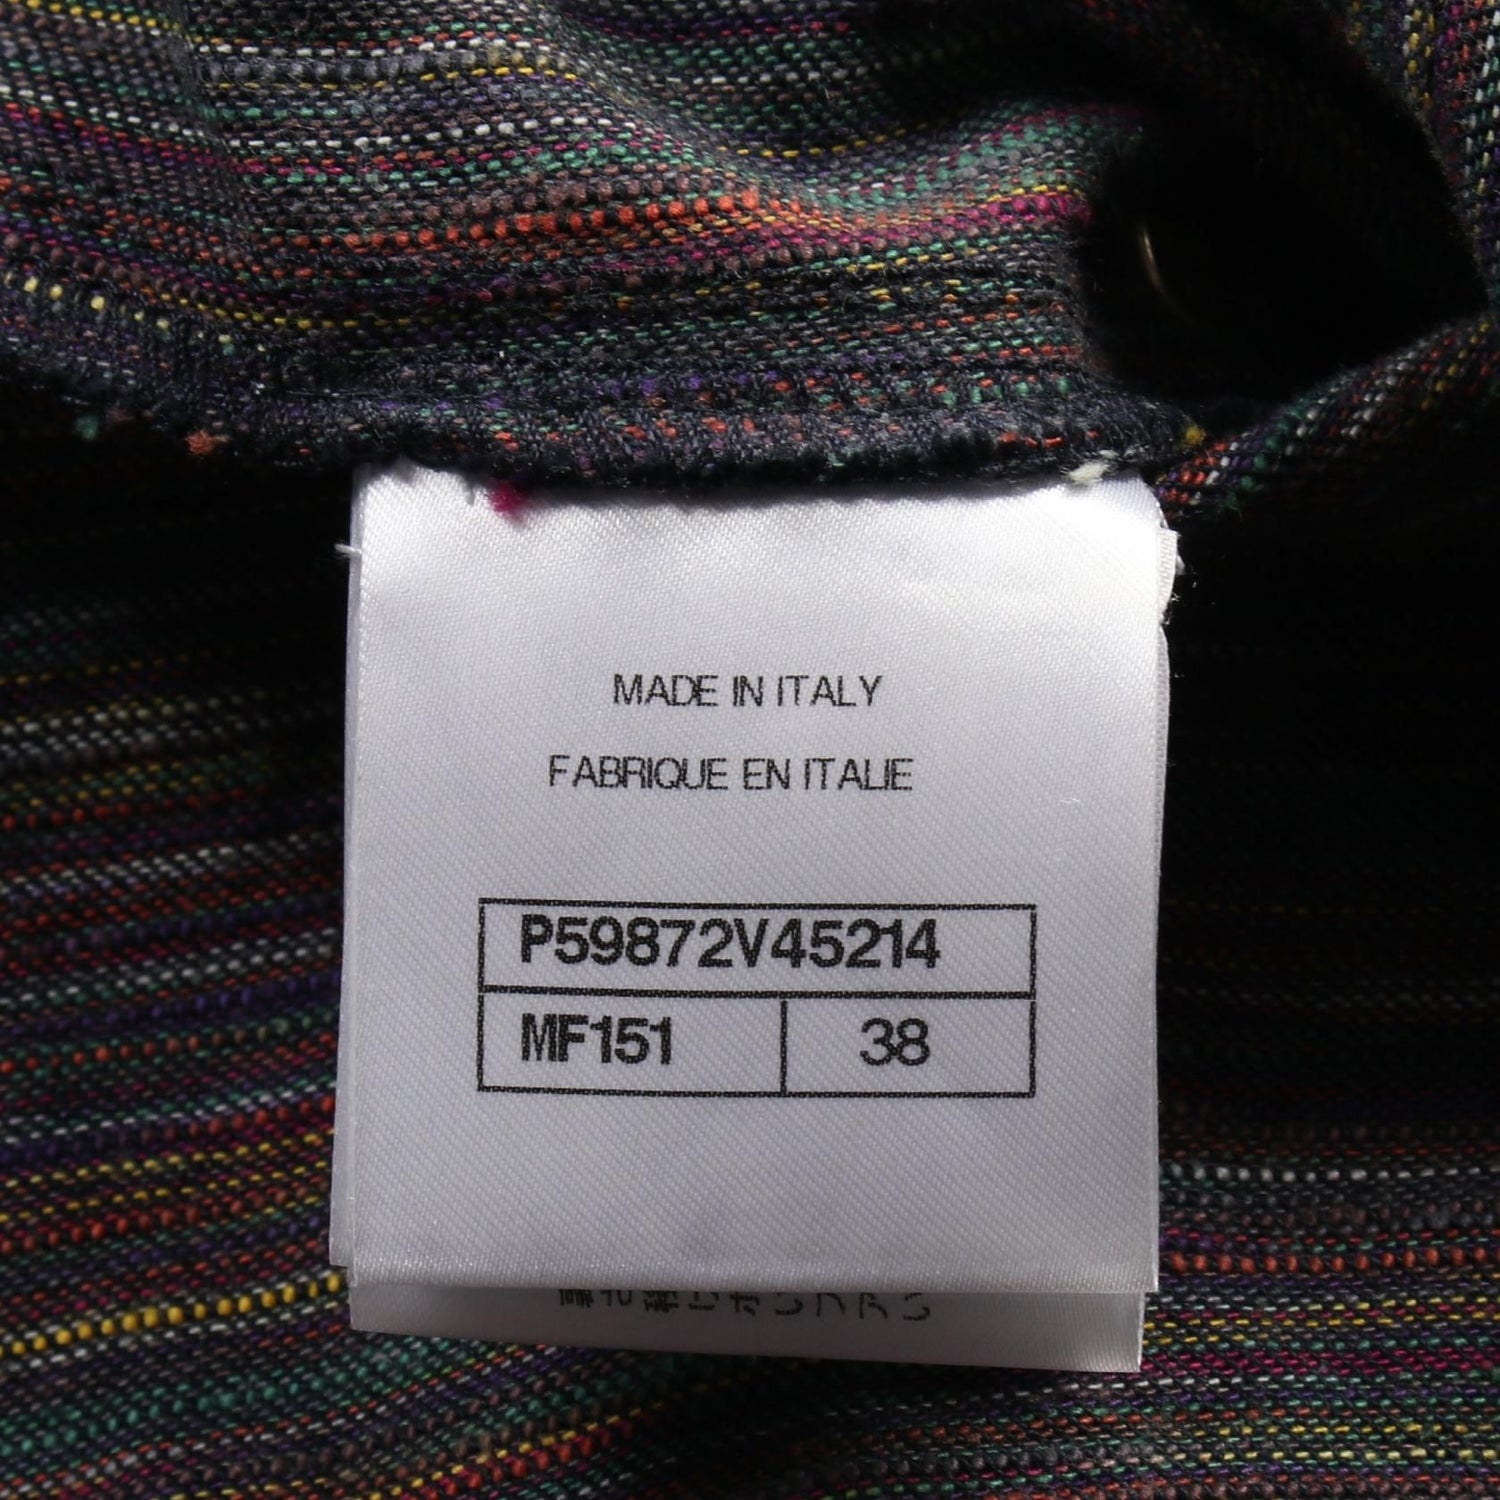 MADE IN ITALY
FABRIQUE EN ITALIE
P59872V45214
MF151 38